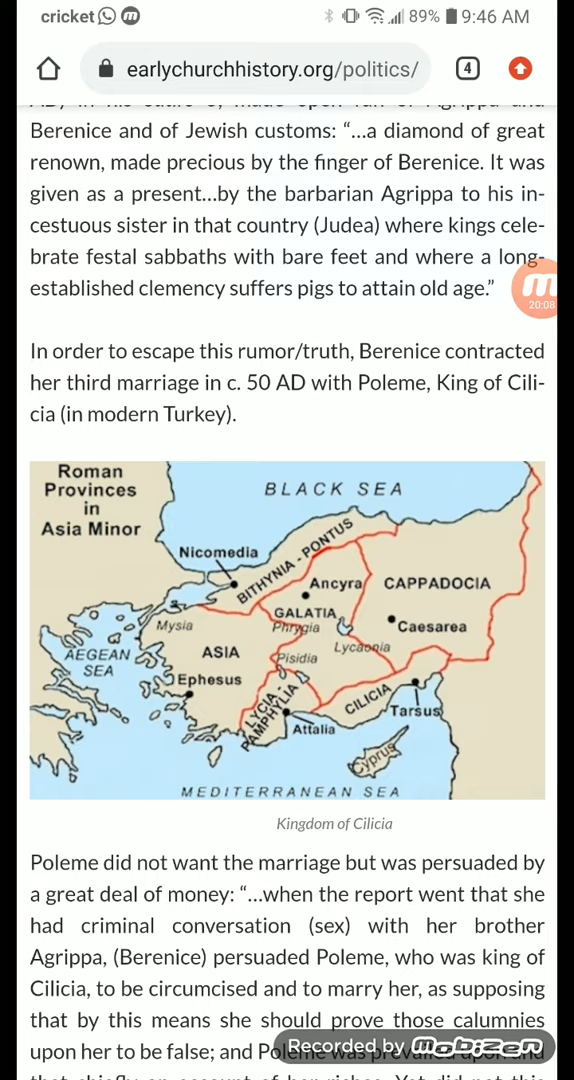 cricket 89% 9:46 AM
earlychurchhistory.org/politics/ 4
Berenice and of Jewish customs: “...a diamond of great
renown, made precious by the finger of Berenice. It was
given as a present...by the barbarian Agrippa to his in-
cestuous sister in that country (Judea) where kings cele-
brate festal sabbaths with bare feet and where a long-
established clemency suffers pigs to attain old age.”
20:08
In order to escape this rumor/truth, Berenice contracted
her third marriage in c. 50 AD with Poleme, King of Cili-
cia (in modern Turkey).
Roman
Provinces
in
Asia Minor
BLACK SEA
Nicomedia
BITHYNIA - PONTUS
Ancyra
CAPPADOCIA
GALATIA
Mysia
Phrygia
Caesarea
AEGEAN
SEA
ASIA
Lycaonia
Pisidia
Ephesus
LYCIA -
PAMPHYLIA
CILICIA
Tarsus
Attalia
Cyprus
MEDITERRANEAN SEA
Kingdom of Cilicia
Poleme did not want the marriage but was persuaded by
a great deal of money: “...when the report went that she
had criminal conversation (sex) with her brother
Agrippa, (Berenice) persuaded Poleme, who was king of
Cilicia, to be circumcised and to marry her, as supposing
that by this means she should prove those calumnies
upon her to be false; and Poleme was prevailed upon and
Recorded by mobizen